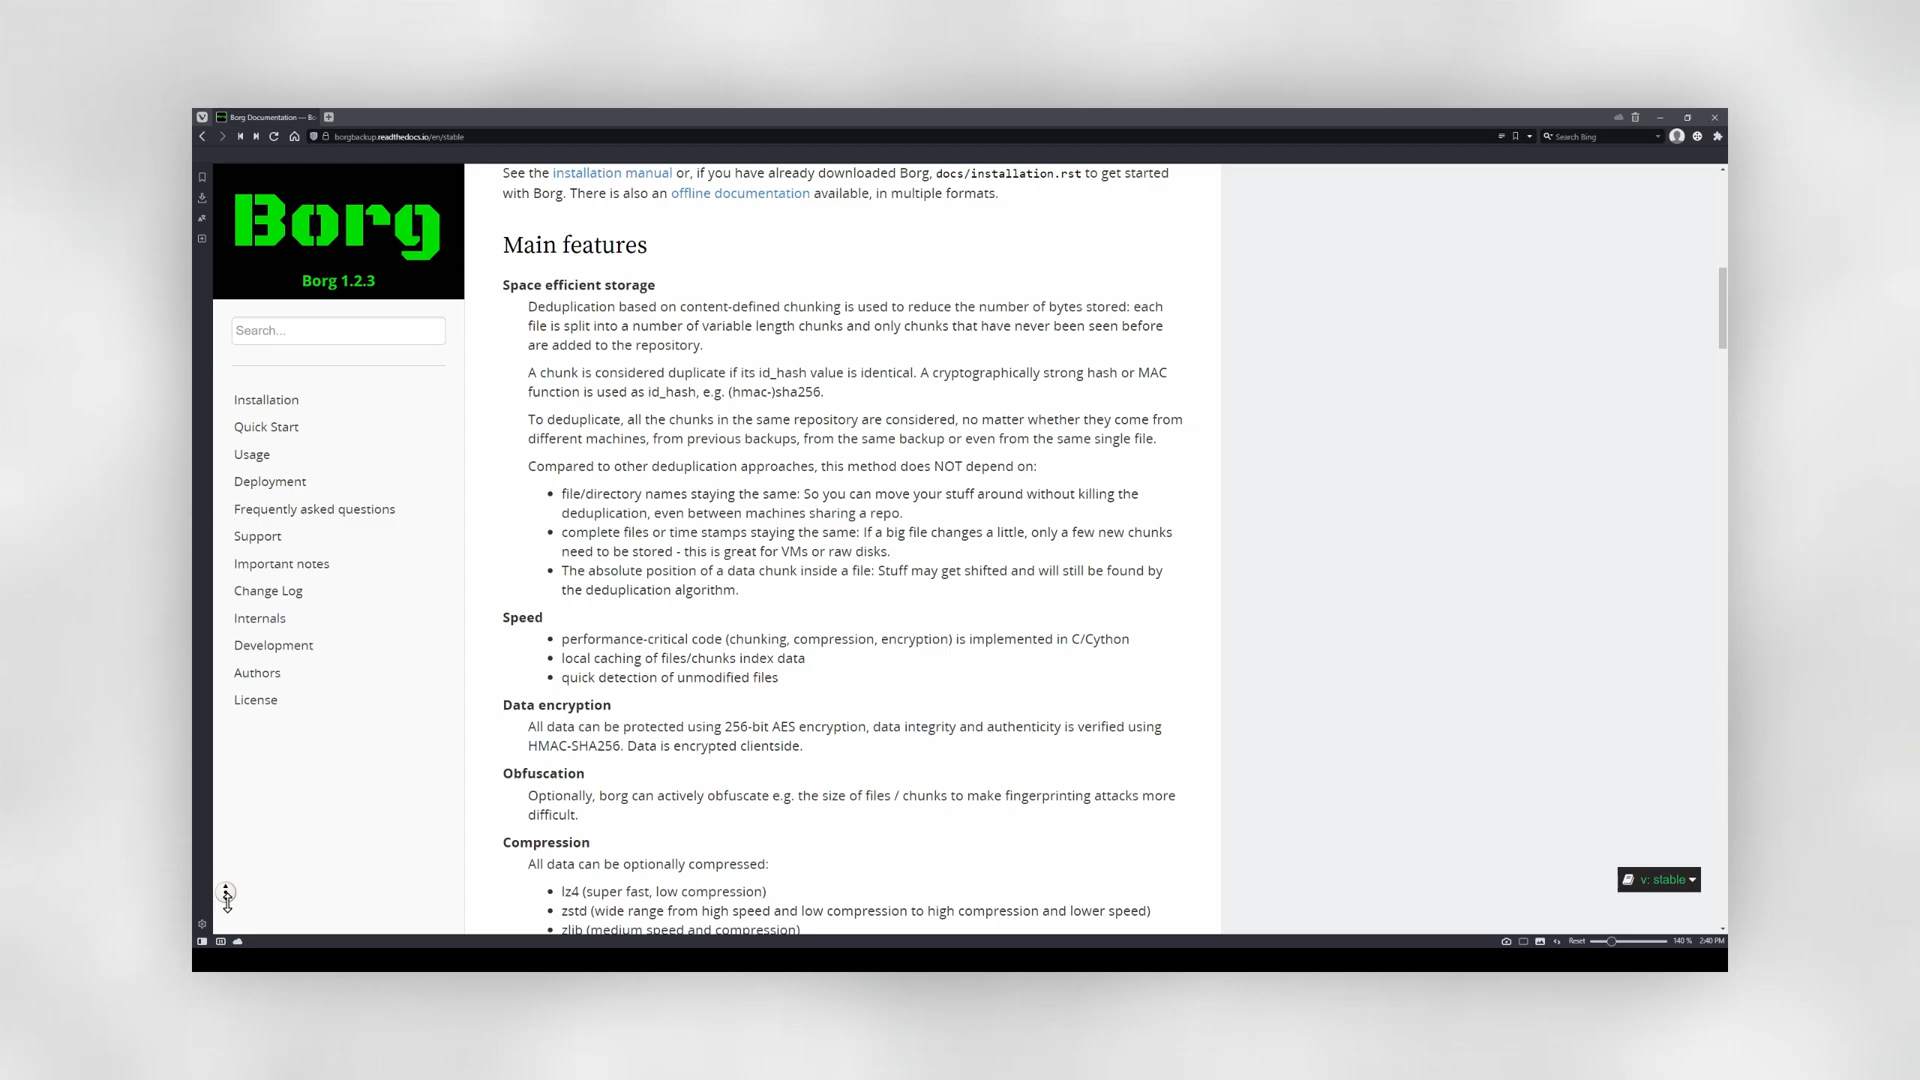 Borg Documentation — Bo
borgbackup.readthedocs.io/en/stable
Search Bing
Borg
Borg 1.2.3
Search...
Installation
Quick Start
Usage
Deployment
Frequently asked questions
Support
Important notes
Change Log
Internals
Development
Authors
License
See the installation manual or, if you have already downloaded Borg, docs/installation.rst to get started
with Borg. There is also an offline documentation available, in multiple formats.
Main features
Space efficient storage
Deduplication based on content-defined chunking is used to reduce the number of bytes stored: each
file is split into a number of variable length chunks and only chunks that have never been seen before
are added to the repository.
A chunk is considered duplicate if its id_hash value is identical. A cryptographically strong hash or MAC
function is used as id_hash, e.g. (hmac-)sha256.
To deduplicate, all the chunks in the same repository are considered, no matter whether they come from
different machines, from previous backups, from the same backup or even from the same single file.
Compared to other deduplication approaches, this method does NOT depend on:
• file/directory names staying the same: So you can move your stuff around without killing the
deduplication, even between machines sharing a repo.
• complete files or time stamps staying the same: If a big file changes a little, only a few new chunks
need to be stored - this is great for VMs or raw disks.
• The absolute position of a data chunk inside a file: Stuff may get shifted and will still be found by
the deduplication algorithm.
Speed
• performance-critical code (chunking, compression, encryption) is implemented in C/Cython
• local caching of files/chunks index data
• quick detection of unmodified files
Data encryption
All data can be protected using 256-bit AES encryption, data integrity and authenticity is verified using
HMAC-SHA256. Data is encrypted clientside.
Obfuscation
Optionally, borg can actively obfuscate e.g. the size of files / chunks to make fingerprinting attacks more
difficult.
Compression
All data can be optionally compressed:
• lz4 (super fast, low compression)
• zstd (wide range from high speed and low compression to high compression and lower speed)
• zlib (medium speed and compression)
v: stable
Reset
140 %
2:40 PM